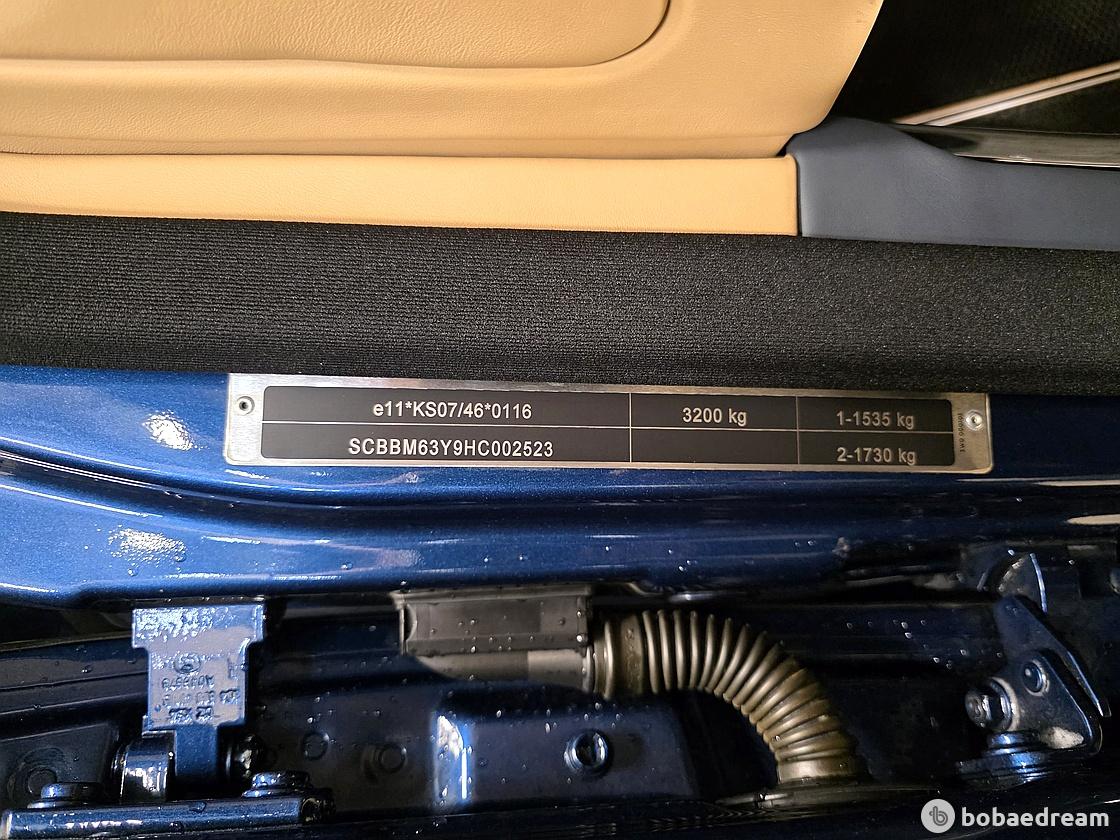 e11*KS07/46*0116 3200 kg 1-1535 kg
SCBBM63Y9HC002523 2-1730 kg
bobaedream